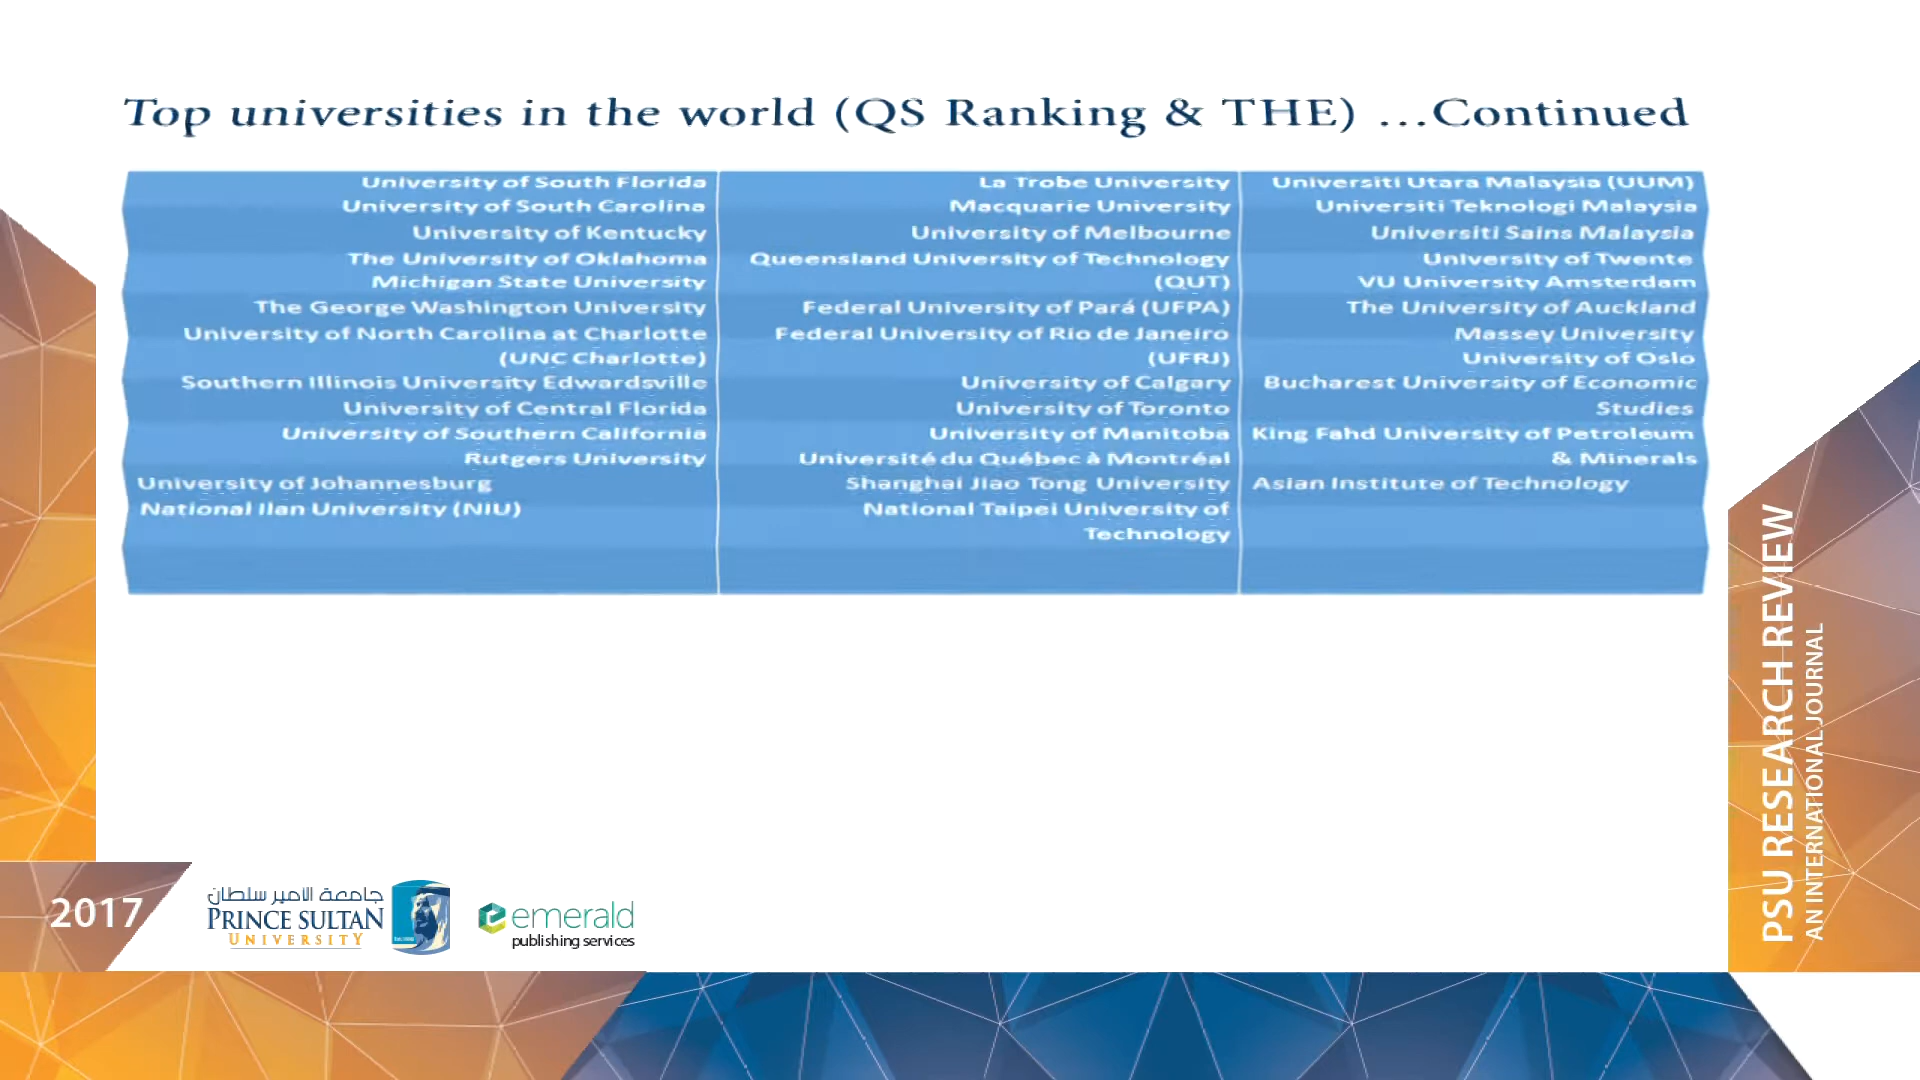 Top universities in the world (QS Ranking & THE) ...Continued
University of South Florida
University of South Carolina
University of Kentucky
The University of Oklahoma
Michigan State University
The George Washington University
University of North Carolina at Charlotte
(UNC Charlotte)
Southern Illinois University Edwardsville
University of Central Florida
University of Southern California
Rutgers University
University of Johannesburg
National Ilan University (NIU)
La Trobe University
Macquarie University
University of Melbourne
Queensland University of Technology
(QUT)
Federal University of Pará (UFPA)
Federal University of Rio de Janeiro
(UFRJ)
University of Calgary
University of Toronto
University of Manitoba
Université du Québec à Montréal
Shanghai Jiao Tong University
National Taipei University of
Technology
Universiti Utara Malaysia (UUM)
Universiti Teknologi Malaysia
Universiti Sains Malaysia
University of Twente
VU University Amsterdam
The University of Auckland
Massey University
University of Oslo
Bucharest University of Economic
Studies
King Fahd University of Petroleum
& Minerals
Asian Institute of Technology
PSU RESEARCH REVIEW
AN INTERNATIONAL JOURNAL
2017
جامعة الامير سلطان
PRINCE SULTAN
UNIVERSITY
emerald
publishing services